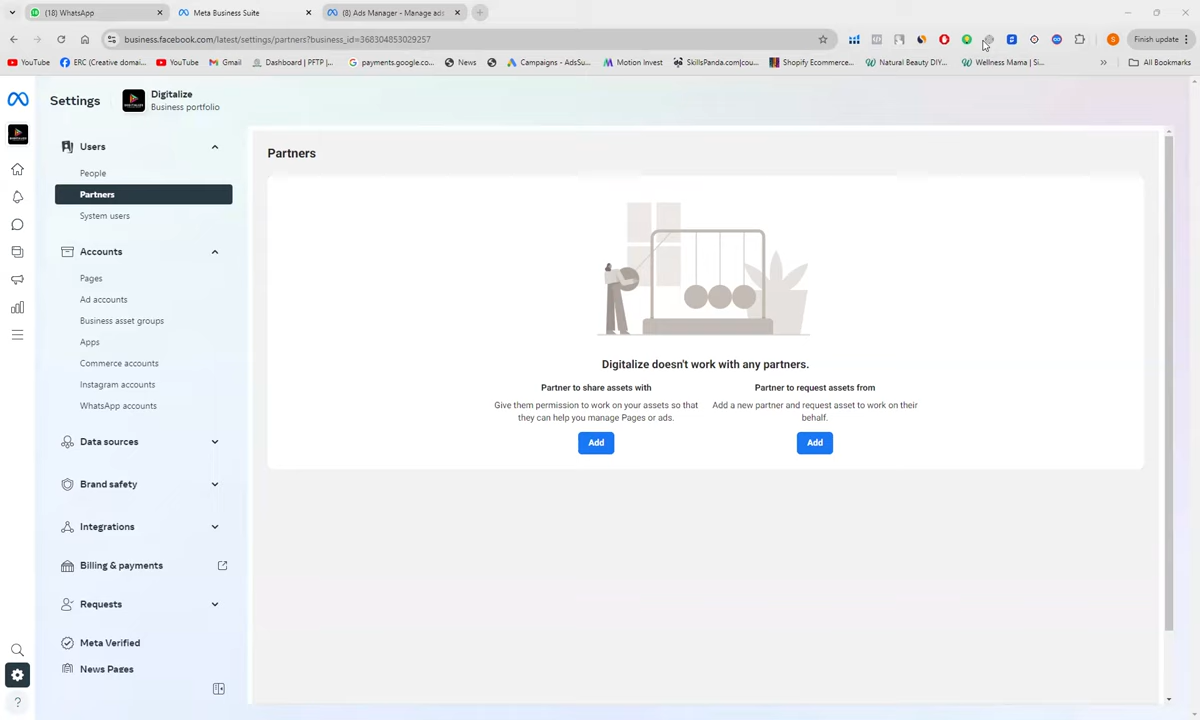 (18) WhatsApp
Meta Business Suite
(8) Ads Manager - Manage ads
business.facebook.com/latest/settings/partners?business_id=368304853029257
S
Finish update
YouTube
ERC (Creative domai...
YouTube
Gmail
Dashboard | PFTP |...
payments.google.co...
News
Campaigns - AdsSu...
Motion Invest
SkillsPanda.com|cou...
Shopify Ecommerce...
Natural Beauty DIY...
Wellness Mama | Si...
All Bookmarks
Settings
Digitalize
Business portfolio
Users
People
Partners
System users
Accounts
Pages
Ad accounts
Business asset groups
Apps
Commerce accounts
Instagram accounts
WhatsApp accounts
Data sources
Brand safety
Integrations
Billing & payments
Requests
Meta Verified
News Pages
Partners
Digitalize doesn't work with any partners.
Partner to share assets with
Give them permission to work on your assets so that
they can help you manage Pages or ads.
Add
Partner to request assets from
Add a new partner and request asset to work on their
behalf.
Add